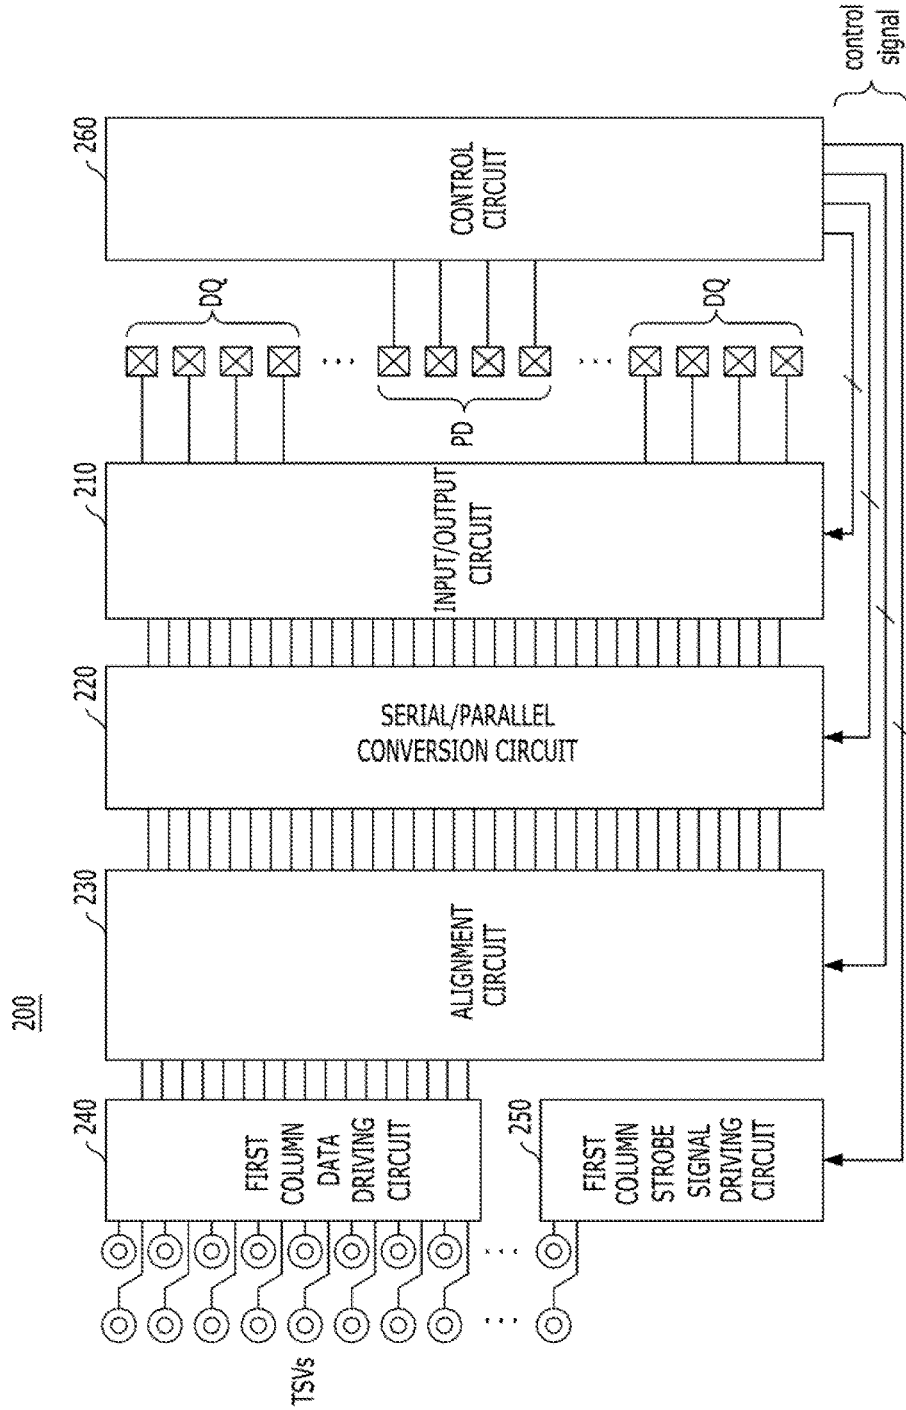 200
TSVs
240
FIRST
COLUMN
DATA
DRIVING
CIRCUIT
250
FIRST
COLUMN
STROBE
SIGNAL
DRIVING
CIRCUIT
230
ALIGNMENT
CIRCUIT
220
SERIAL/PARALLEL
CONVERSION CIRCUIT
210
INPUT/OUTPUT
CIRCUIT
DQ
PD
DQ
260
CONTROL
CIRCUIT
control
signal